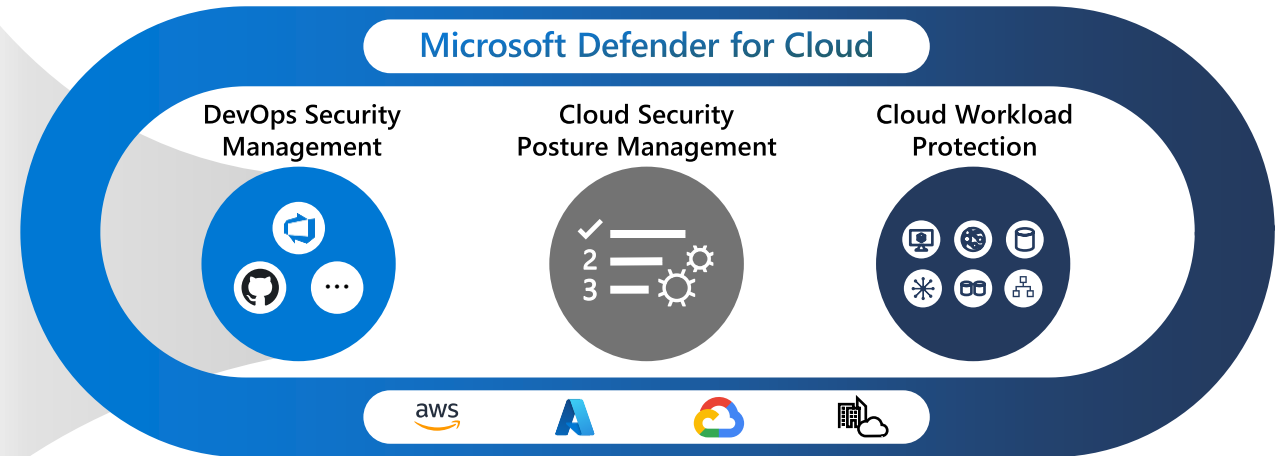 Microsoft Defender for Cloud
DevOps Security
Management
Cloud Security
Posture Management
Cloud Workload
Protection
2
3
aws